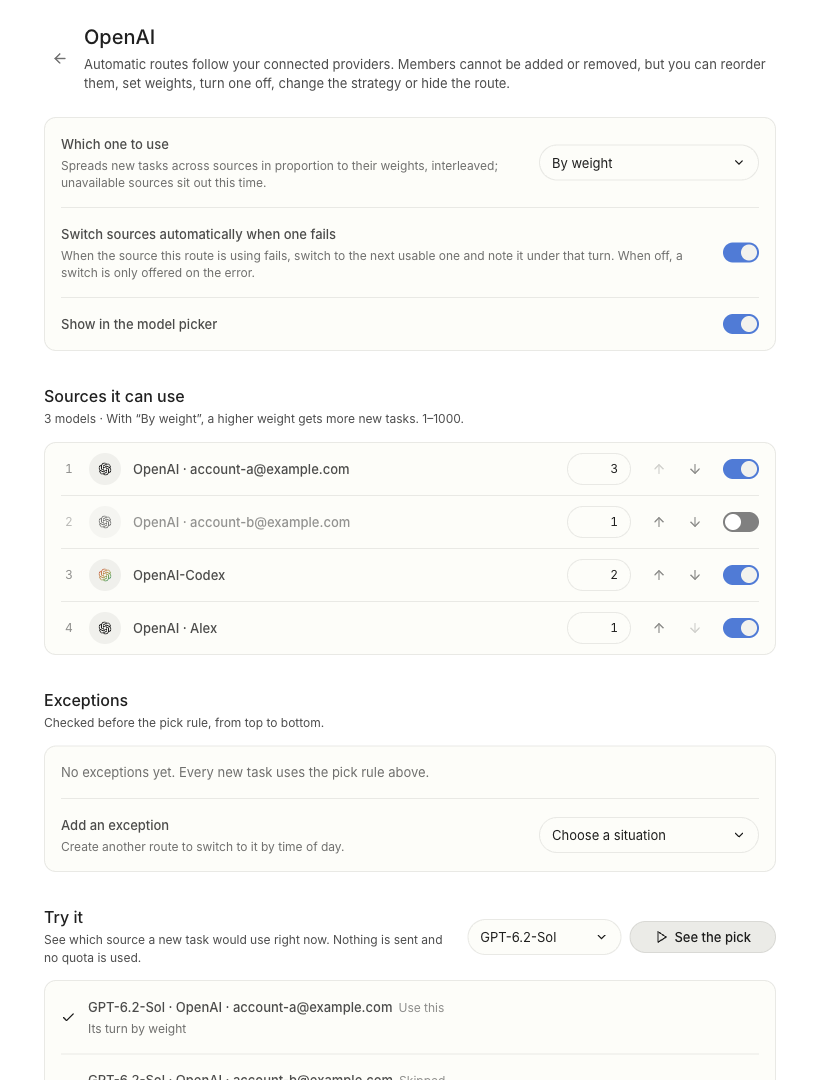 OpenAI
Automatic routes follow your connected providers. Members cannot be added or removed, but you can reorder
them, set weights, turn one off, change the strategy or hide the route.
Which one to use
Spreads new tasks across sources in proportion to their weights, interleaved;
unavailable sources sit out this time.
By weight
Switch sources automatically when one fails
When the source this route is using fails, switch to the next usable one and note it under that turn. When off, a
switch is only offered on the error.
Show in the model picker
Sources it can use
3 models · With “By weight”, a higher weight gets more new tasks. 1–1000.
1 OpenAI · account-a@example.com 3
2 OpenAI · account-b@example.com 1
3 OpenAI-Codex 2
4 OpenAI · Alex 1
Exceptions
Checked before the pick rule, from top to bottom.
No exceptions yet. Every new task uses the pick rule above.
Add an exception
Create another route to switch to it by time of day.
Choose a situation
Try it
See which source a new task would use right now. Nothing is sent and
no quota is used.
GPT-6.2-Sol
See the pick
GPT-6.2-Sol · OpenAI · account-a@example.com Use this
Its turn by weight
GPT-6.2-Sol · OpenAI · account-b@example.com Skipped